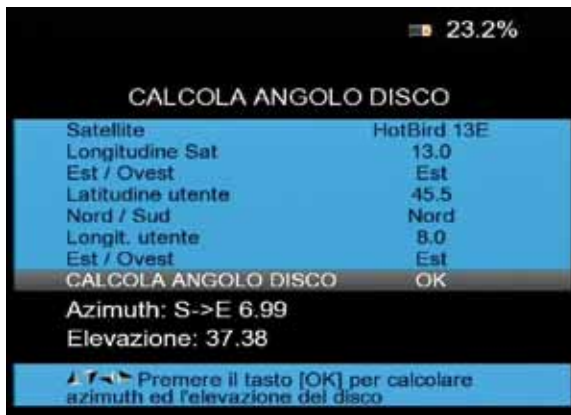 23.2%
CALCOLA ANGOLO DISCO
Satellite HotBird 13E
Longitudine Sat 13.0
Est / Ovest Est
Latitudine utente 45.5
Nord / Sud Nord
Longit. utente 8.0
Est / Ovest Est
CALCOLA ANGOLO DISCO OK
Azimuth: S->E 6.99
Elevazione: 37.38
Premere il tasto [OK] per calcolare
azimuth ed l'elevazione del disco